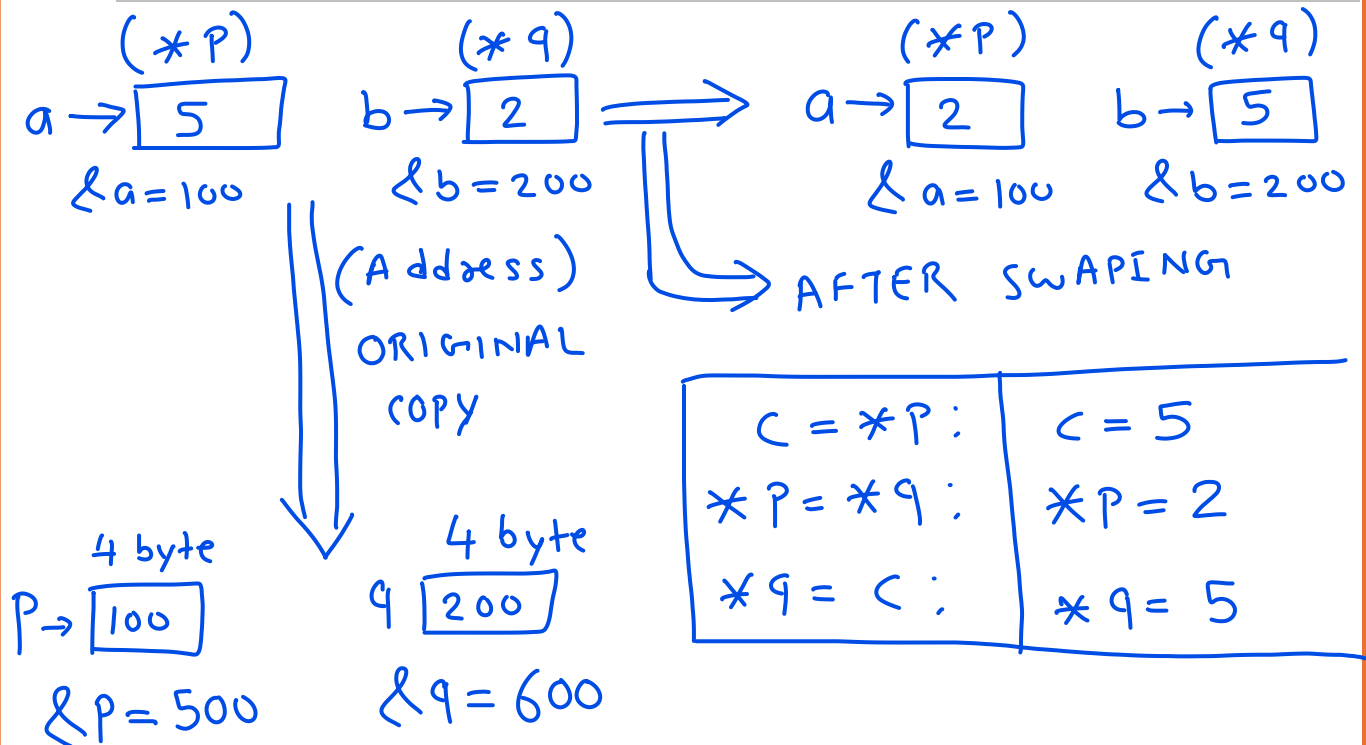 (*p) (*q) (*p) (*q)
a → 5 b → 2 a → 2 b → 5
&a = 100 &b = 200 &a = 100 &b = 200
(Address)
ORIGINAL
COPY
AFTER SWAPING
c = *p; c = 5
*p = *q; *p = 2
*q = c; *q = 5
4 byte 4 byte
p → 100 q 200
&p = 500 &q = 600